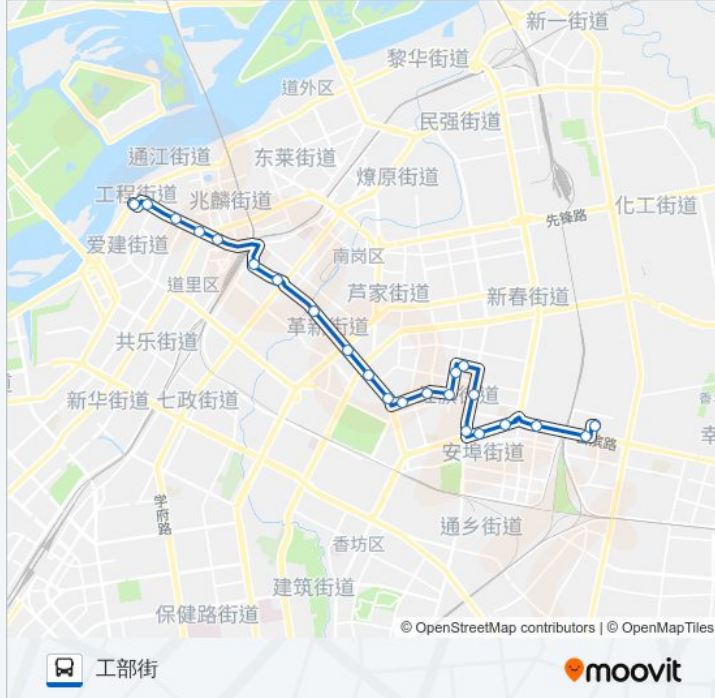 新一街道
黎华街道
道外区
民强街道
通江街道
东莱街道
燎原街道
工程街道
兆麟街道
化工街道
先锋路
爱建街道
南岗区
道里区
芦家街道
新春街道
革新街道
共乐街道
新华街道
七政街道
安埠街道
学府路
通乡街道
香坊区
建筑街道
保健路街道
© OpenStreetMap contributors | © OpenMapTiles
工部街
moovit